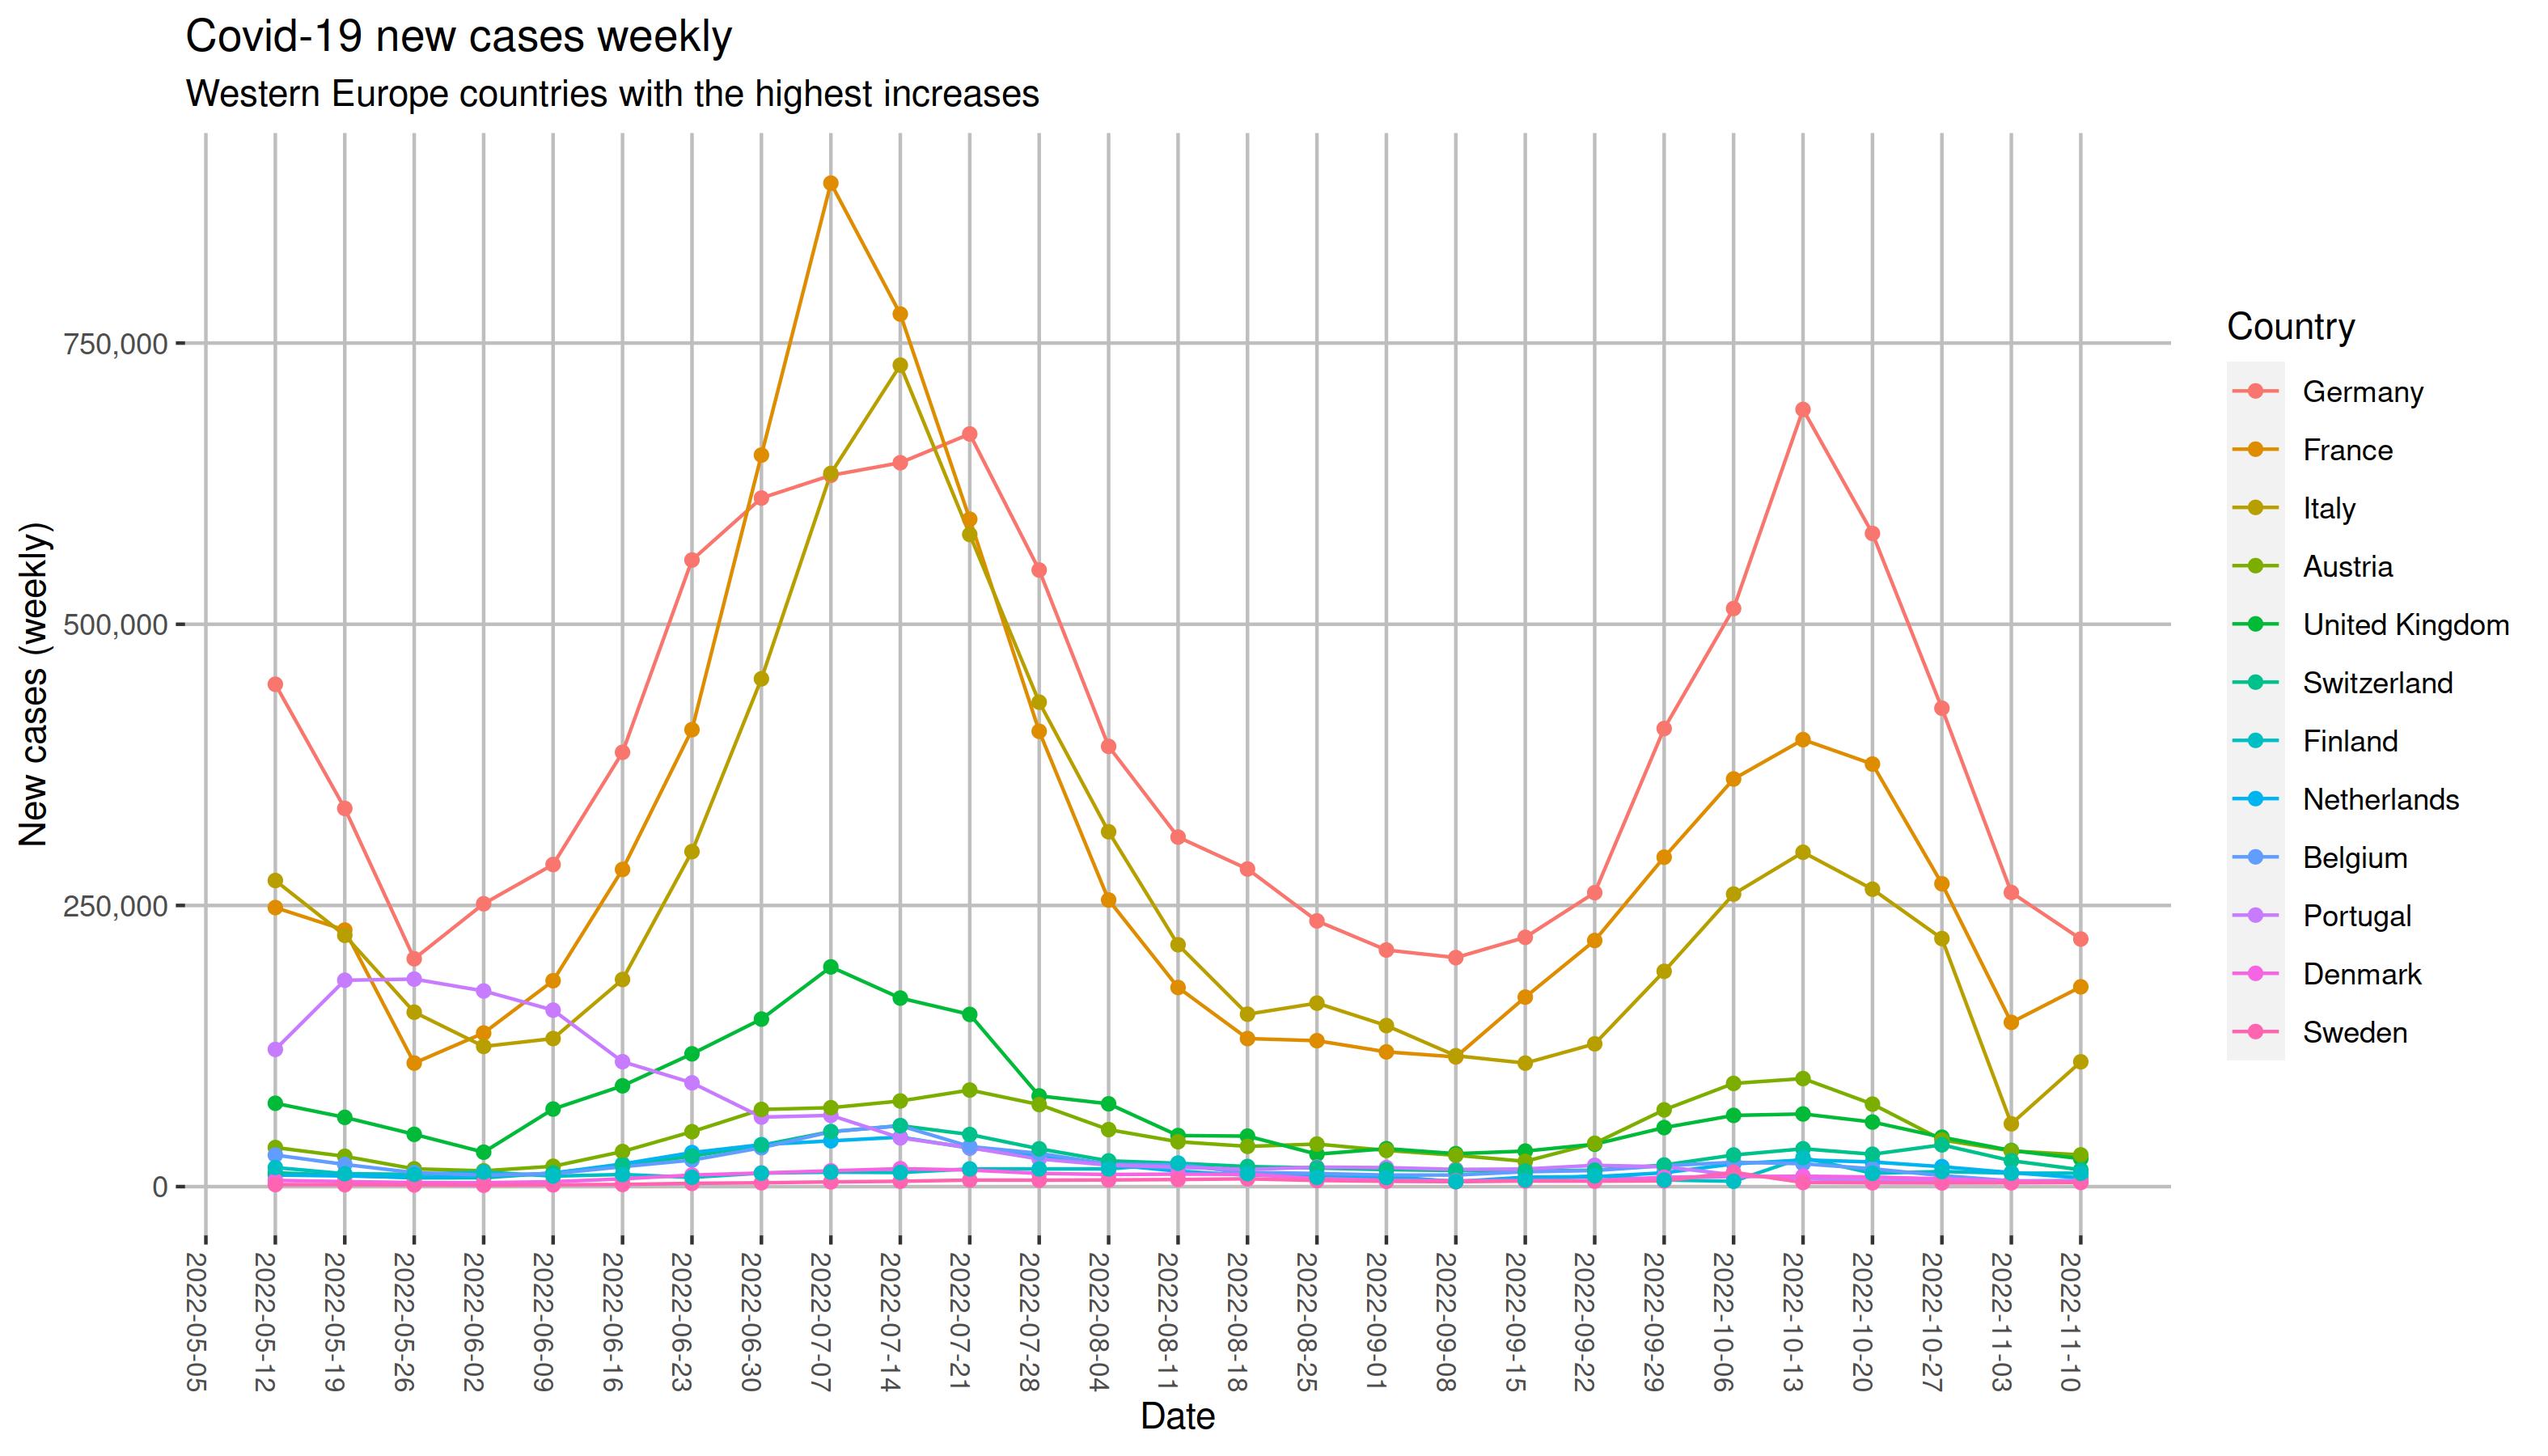 Covid-19 new cases weekly
Western Europe countries with the highest increases
New cases (weekly)
750,000
500,000
250,000
0
2022-05-05
2022-05-12
2022-05-19
2022-05-26
2022-06-02
2022-06-09
2022-06-16
2022-06-23
2022-06-30
2022-07-07
2022-07-14
2022-07-21
2022-07-28
2022-08-04
2022-08-11
2022-08-18
2022-08-25
2022-09-01
2022-09-08
2022-09-15
2022-09-22
2022-09-29
2022-10-06
2022-10-13
2022-10-20
2022-10-27
2022-11-03
2022-11-10
Date
Country
Germany
France
Italy
Austria
United Kingdom
Switzerland
Finland
Netherlands
Belgium
Portugal
Denmark
Sweden